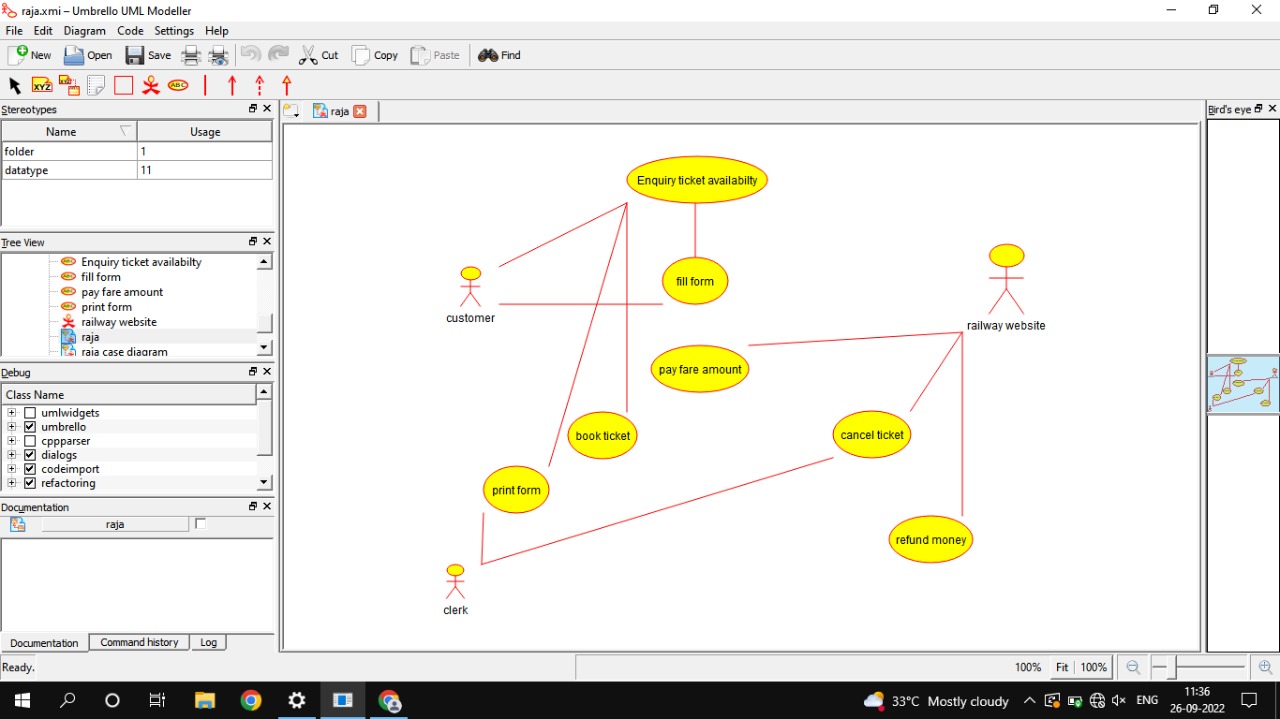 raja.xmi – Umbrello UML Modeller
File Edit Diagram Code Settings Help
New Open Save Cut Copy Paste Find
XYZ ABC
Stereotypes
Name Usage
folder 1
datatype 11
Tree View
Enquiry ticket availabilty
fill form
pay fare amount
print form
railway website
raja
raja case diagram
Debug
Class Name
umlwidgets
umbrello
cppparser
dialogs
codeimport
refactoring
Documentation
raja
Documentation Command history Log
Ready.
raja
Enquiry ticket availabilty
fill form
customer
railway website
pay fare amount
book ticket
cancel ticket
print form
refund money
clerk
Bird's eye
100% Fit 100%
33°C Mostly cloudy
ENG
11:36
26-09-2022